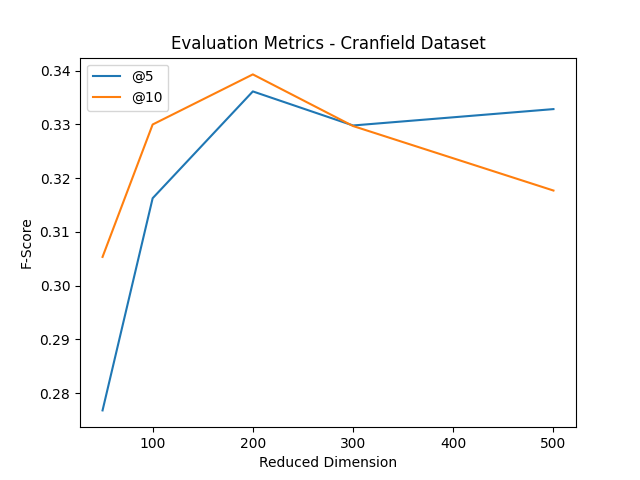 Evaluation Metrics - Cranfield Dataset
@5
@10
0.34
0.33
0.32
0.31
0.30
0.29
0.28
F-Score
100 200 300 400 500
Reduced Dimension